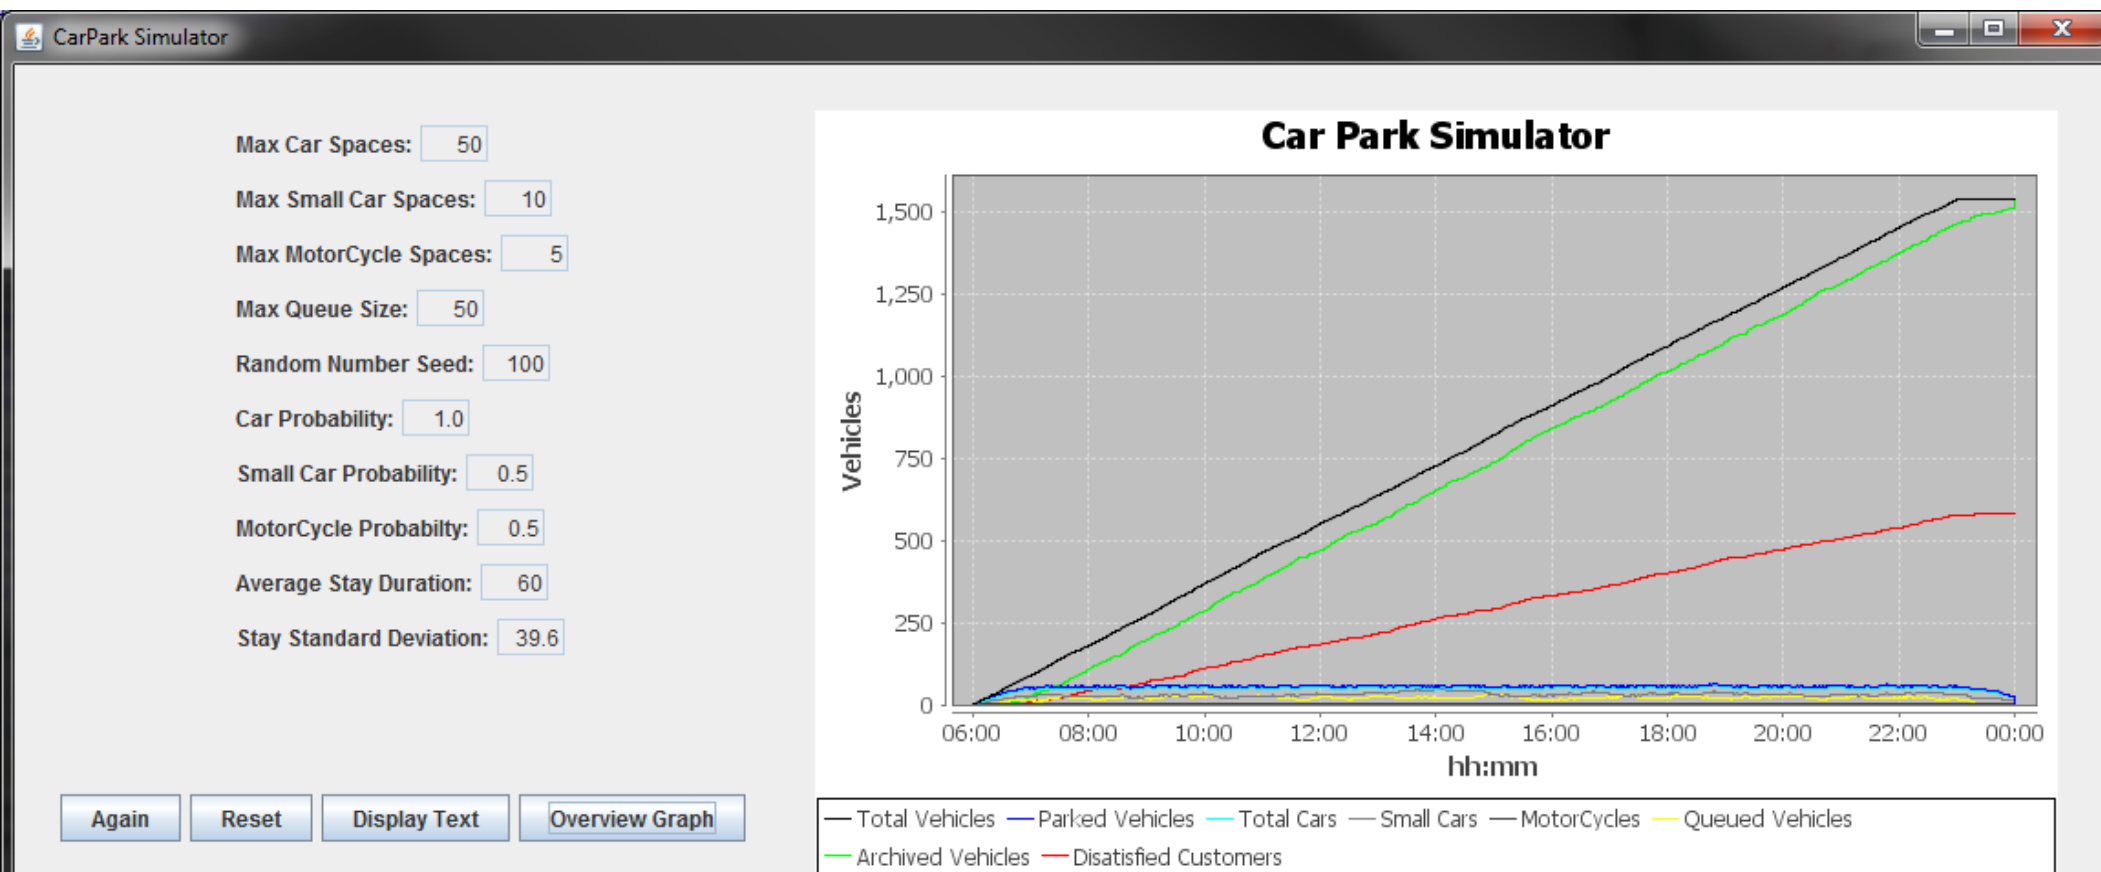 CarPark Simulator
Max Car Spaces: 50
Max Small Car Spaces: 10
Max MotorCycle Spaces: 5
Max Queue Size: 50
Random Number Seed: 100
Car Probability: 1.0
Small Car Probability: 0.5
MotorCycle Probabilty: 0.5
Average Stay Duration: 60
Stay Standard Deviation: 39.6
Again Reset Display Text Overview Graph
Car Park Simulator
Vehicles
1,500
1,250
1,000
750
500
250
0
06:00 08:00 10:00 12:00 14:00 16:00 18:00 20:00 22:00 00:00
hh:mm
Total Vehicles Parked Vehicles Total Cars Small Cars MotorCycles Queued Vehicles
Archived Vehicles Disatisfied Customers